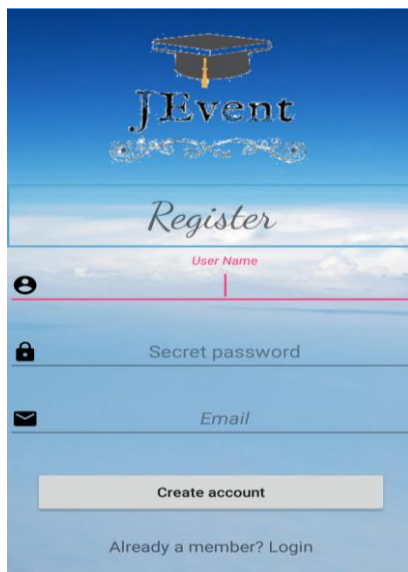 JEvent
Register
User Name
Secret password
Email
Create account
Already a member? Login